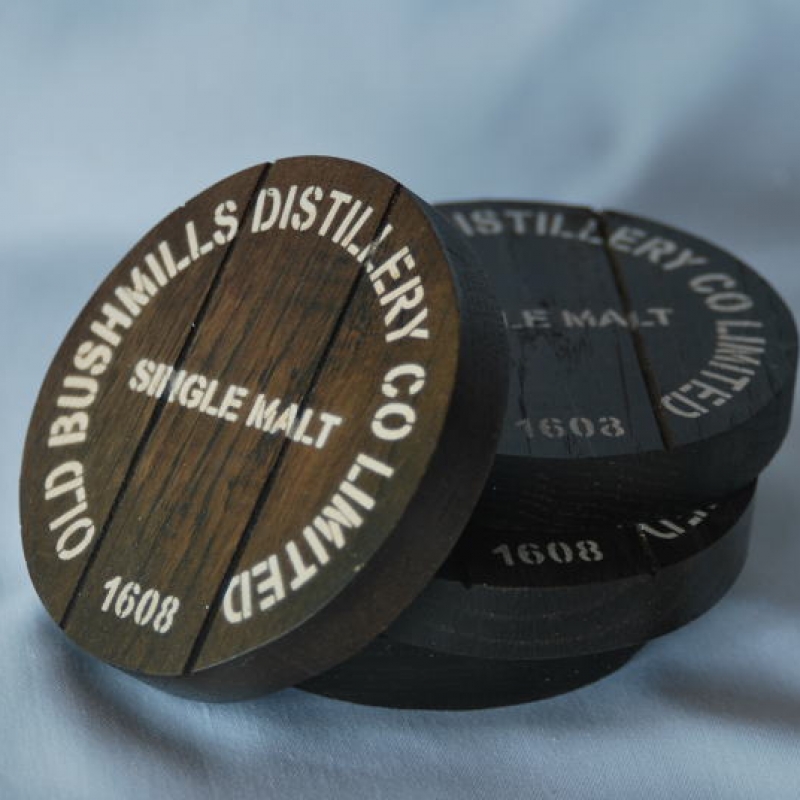 OLD BUSHMILLS DISTILLERY CO LIMITED
SINGLE MALT
1608
ISTILLERY CO LIMITED
LE MALT
1608
1608